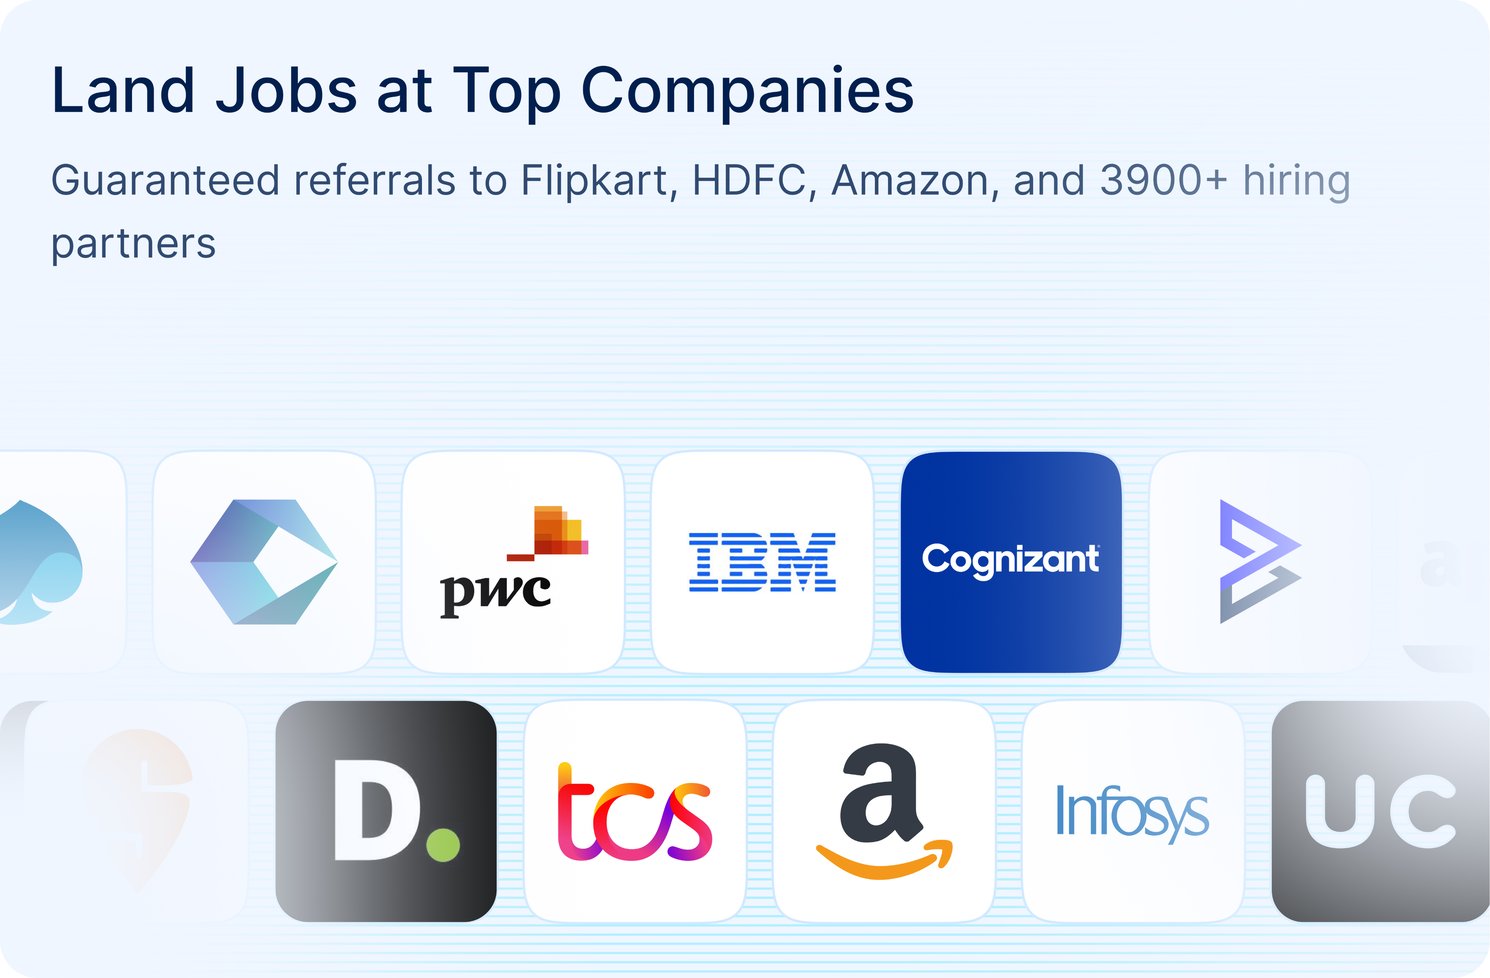 Land Jobs at Top Companies
Guaranteed referrals to Flipkart, HDFC, Amazon, and 3900+ hiring
partners
pwc
IBM
Cognizant
a
D.
tcs
a
Infosys
UC